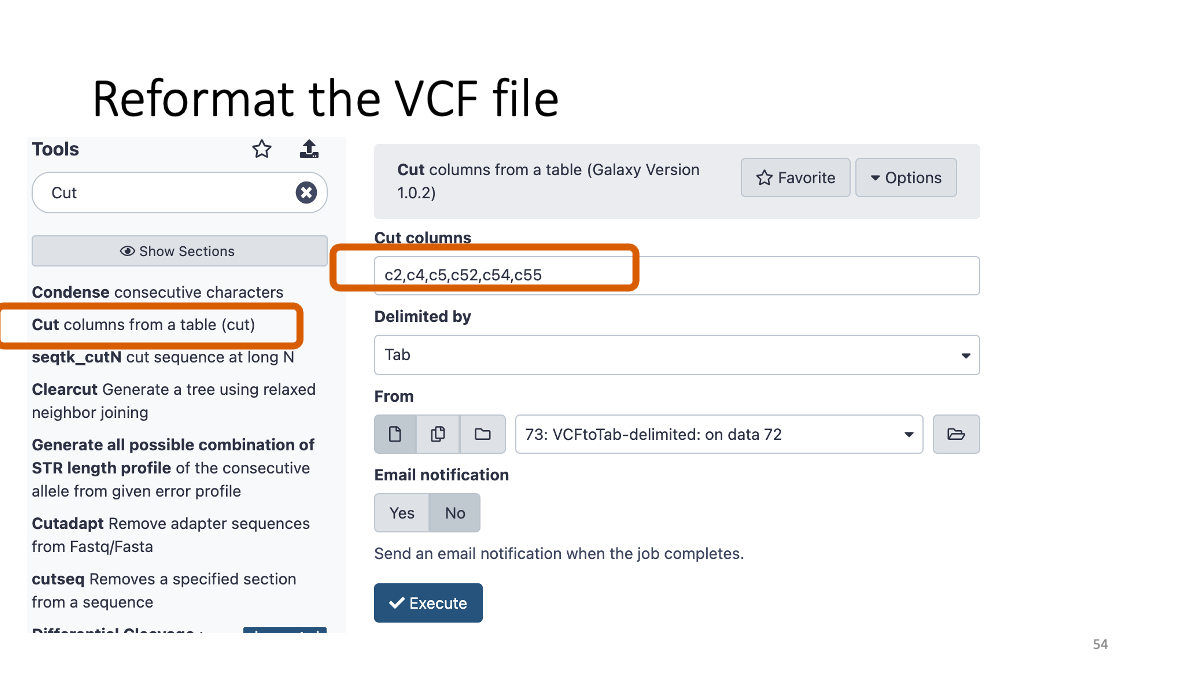 Reformat the VCF file
Tools
Cut
Show Sections
Condense consecutive characters
Cut columns from a table (cut)
seqtk_cutN cut sequence at long N
Clearcut Generate a tree using relaxed
neighbor joining
Generate all possible combination of
STR length profile of the consecutive
allele from given error profile
Cutadapt Remove adapter sequences
from Fastq/Fasta
cutseq Removes a specified section
from a sequence
Differential Cleavage
Cut columns from a table (Galaxy Version
1.0.2)
Favorite
Options
Cut columns
c2,c4,c5,c52,c54,c55
Delimited by
Tab
From
73: VCFtoTab-delimited: on data 72
Email notification
Yes No
Send an email notification when the job completes.
Execute
54